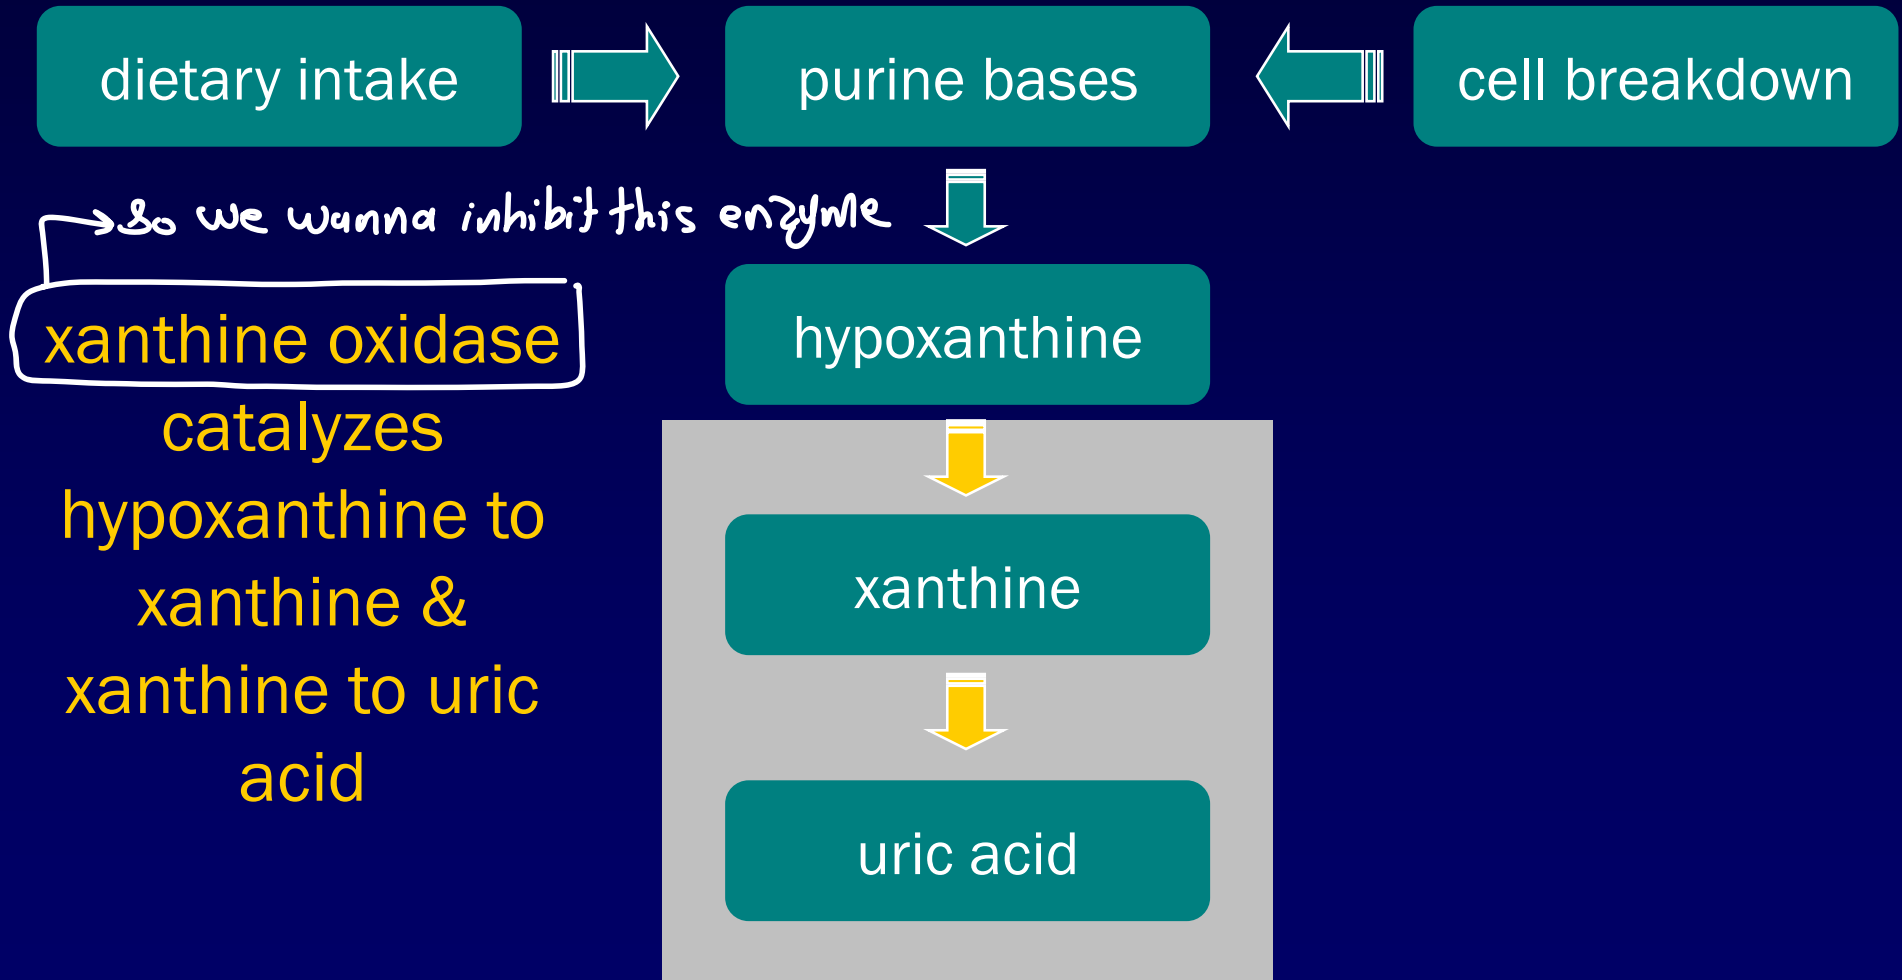 dietary intake
purine bases
cell breakdown
So we wanna inhibit this enzyme
xanthine oxidase
catalyzes
hypoxanthine to
xanthine &
xanthine to uric
acid
hypoxanthine
xanthine
uric acid